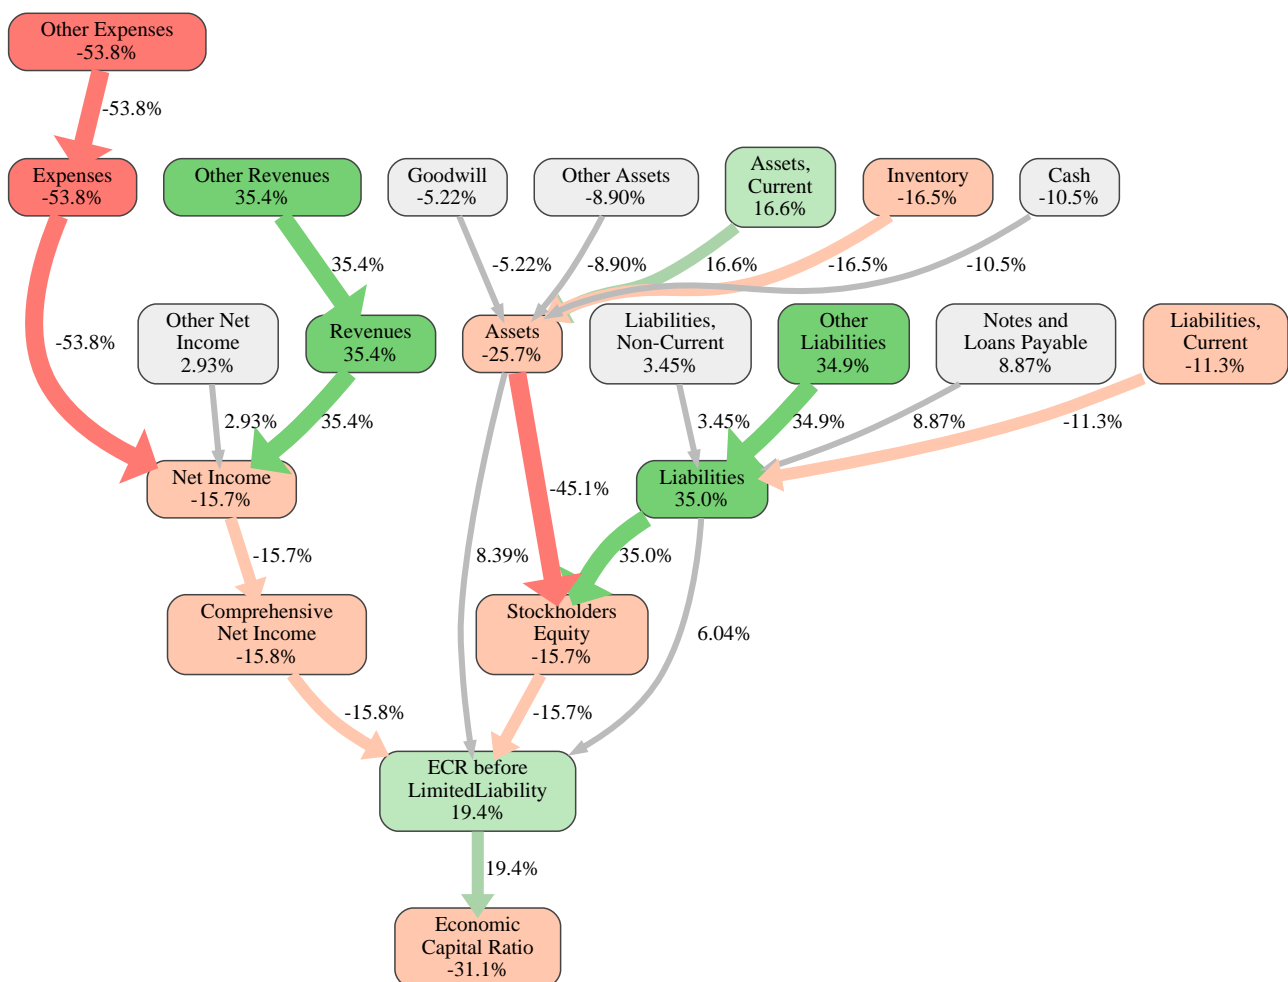 Other Expenses
-53.8%
-53.8%
Expenses
-53.8%
Other Revenues
35.4%
Goodwill
-5.22%
Other Assets
-8.90%
Assets,
Current
16.6%
Inventory
-16.5%
Cash
-10.5%
35.4%
-5.22%
-8.90%
16.6%
-16.5%
-10.5%
-53.8%
Other Net
Income
2.93%
Revenues
35.4%
Assets
-25.7%
Liabilities,
Non-Current
3.45%
Other
Liabilities
34.9%
Notes and
Loans Payable
8.87%
Liabilities,
Current
-11.3%
2.93%
35.4%
3.45%
34.9%
8.87%
-11.3%
Net Income
-15.7%
-45.1%
Liabilities
35.0%
-15.7%
8.39%
35.0%
Comprehensive
Net Income
-15.8%
Stockholders
Equity
-15.7%
6.04%
-15.8%
-15.7%
ECR before
LimitedLiability
19.4%
19.4%
Economic
Capital Ratio
-31.1%